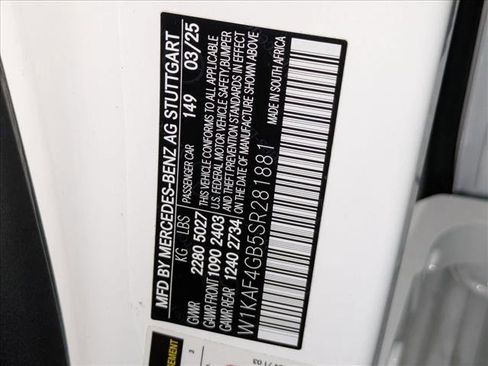 MFD BY MERCEDES-BENZ AG STUTTGART
PASSENGER CAR 149 03/25
KG LBS
GVWR 2280 5027
GAWR FRONT 1090 2403
GAWR REAR 1240 2734
THIS VEHICLE CONFORMS TO ALL APPLICABLE
U.S. FEDERAL MOTOR VEHICLE SAFETY, BUMPER
AND THEFT PREVENTION STANDARDS IN EFFECT
ON THE DATE OF MANUFACTURE SHOWN ABOVE
MADE IN SOUTH AFRICA
W1KAF4GB5SR281881